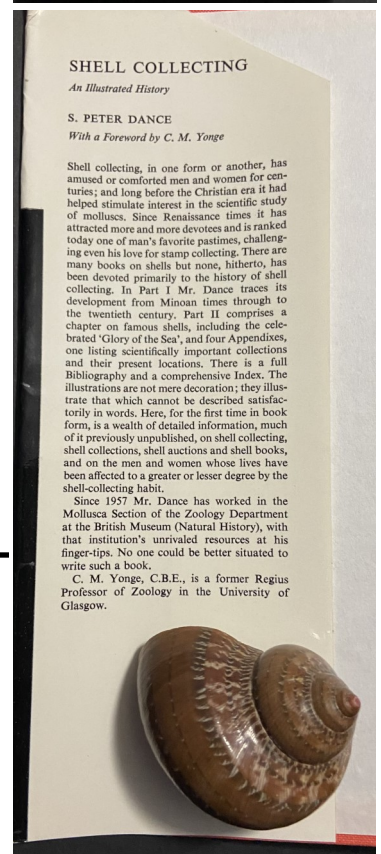 SHELL COLLECTING
An Illustrated History
S. PETER DANCE
With a Foreword by C. M. Yonge
Shell collecting, in one form or another, has
amused or comforted men and women for cen-
turies; and long before the Christian era it had
helped stimulate interest in the scientific study
of molluscs. Since Renaissance times it has
attracted more and more devotees and is ranked
today one of man's favorite pastimes, challeng-
ing even his love for stamp collecting. There are
many books on shells but none, hitherto, has
been devoted primarily to the history of shell
collecting. In Part I Mr. Dance traces its
development from Minoan times through to
the twentieth century. Part II comprises a
chapter on famous shells, including the cele-
brated 'Glory of the Sea', and four Appendixes,
one listing scientifically important collections
and their present locations. There is a full
Bibliography and a comprehensive Index. The
illustrations are not mere decoration; they illus-
trate that which cannot be described satisfac-
torily in words. Here, for the first time in book
form, is a wealth of detailed information, much
of it previously unpublished, on shell collecting,
shell collections, shell auctions and shell books,
and on the men and women whose lives have
been affected to a greater or lesser degree by the
shell-collecting habit.
Since 1957 Mr. Dance has worked in the
Mollusca Section of the Zoology Department
at the British Museum (Natural History), with
that institution's unrivaled resources at his
finger-tips. No one could be better situated to
write such a book.
C. M. Yonge, C.B.E., is a former Regius
Professor of Zoology in the University of
Glasgow.